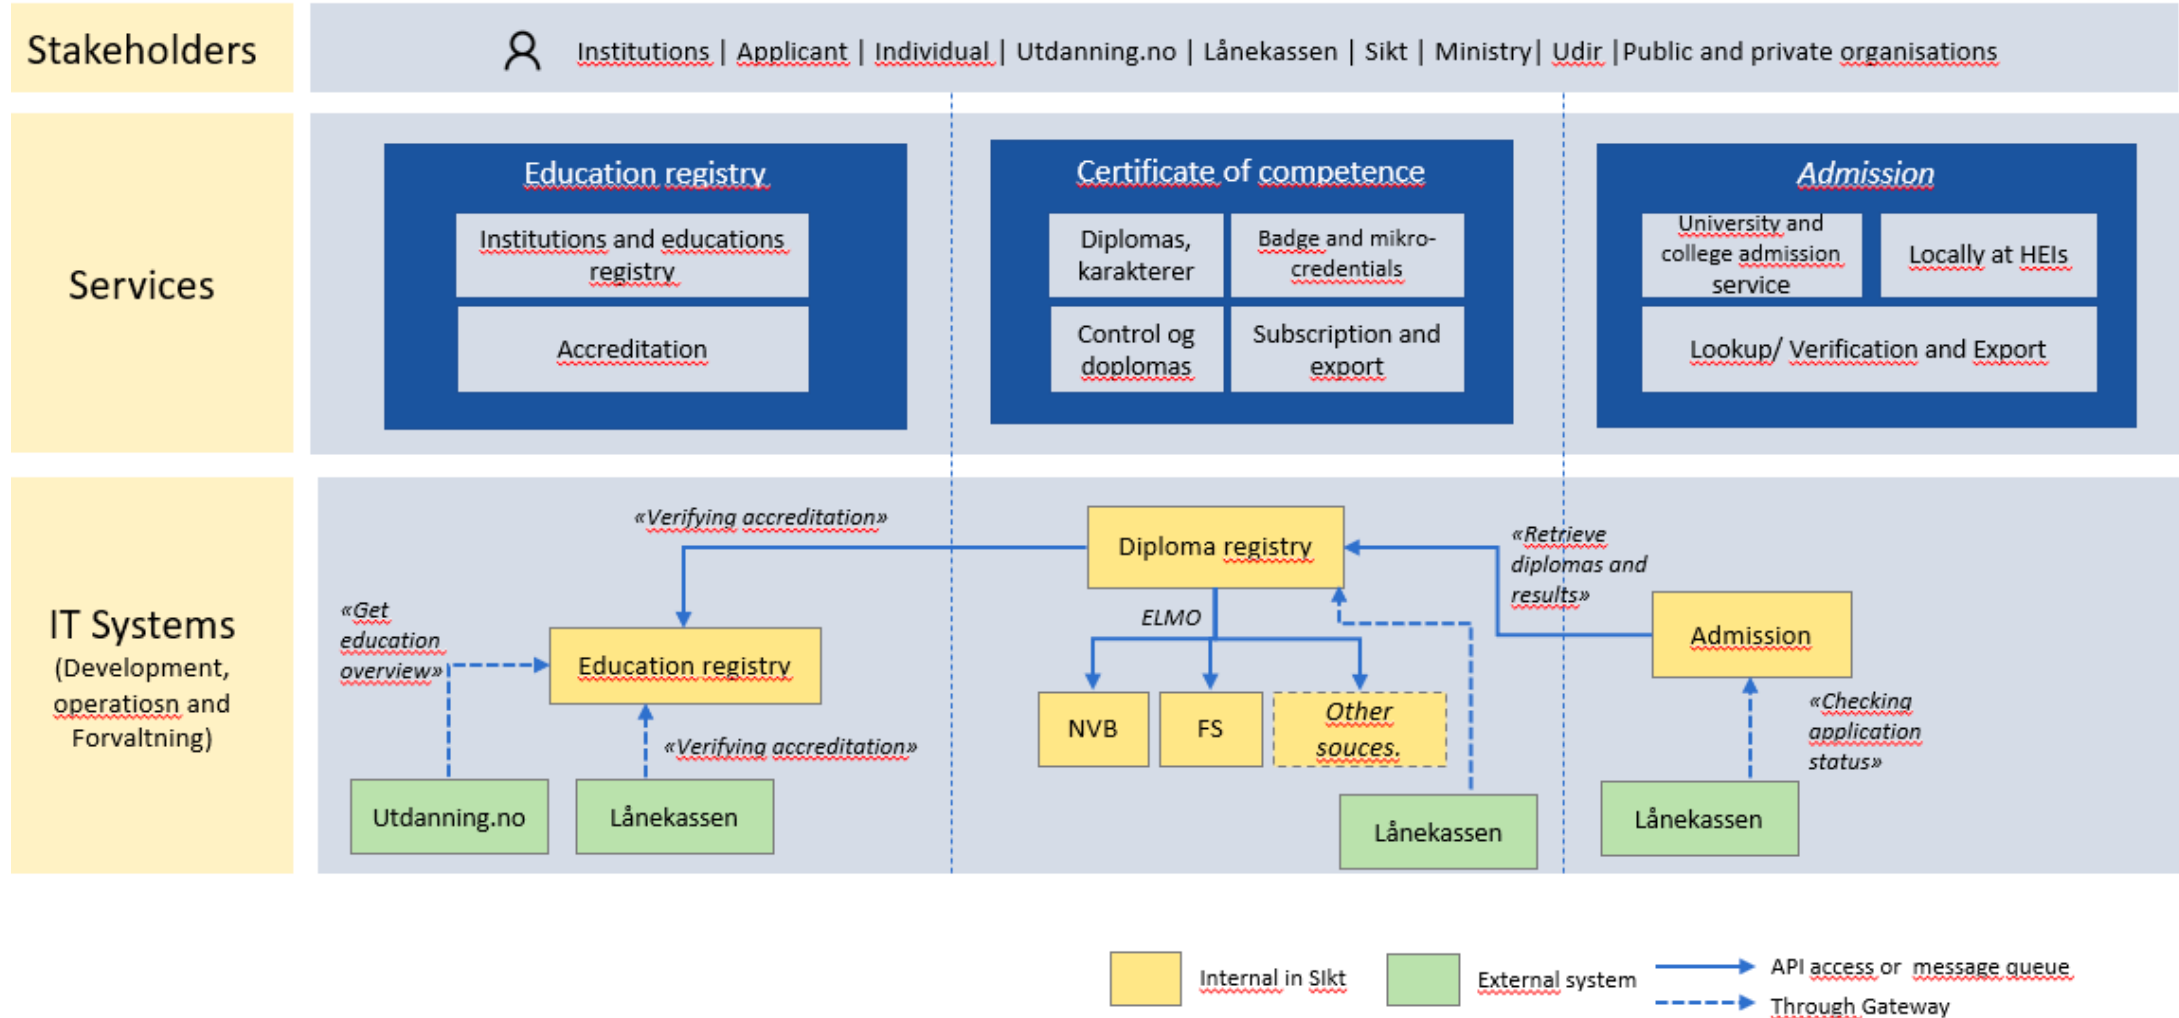 Stakeholders
Institutions | Applicant | Individual | Utdanning.no | Lånekassen | Sikt | Ministry| Udir |Public and private organisations
Services
Education registry
Institutions and educations
registry
Accreditation
Certificate of competence
Diplomas,
karakterer
Badge and mikro-
credentials
Control og
doplomas
Subscription and
export
Admission
University and
college admission
service
Locally at HEIs
Lookup/ Verification and Export
IT Systems
(Development,
operatiosn and
Forvaltning)
«Verifying accreditation»
«Get
education
overview»
Education registry
«Verifying accreditation»
Utdanning.no
Lånekassen
Diploma registry
ELMO
NVB
FS
Other
souces.
Lånekassen
«Retrieve
diplomas and
results»
Admission
«Checking
application
status»
Lånekassen
Internal in SIkt
External system
API access or message queue
Through Gateway